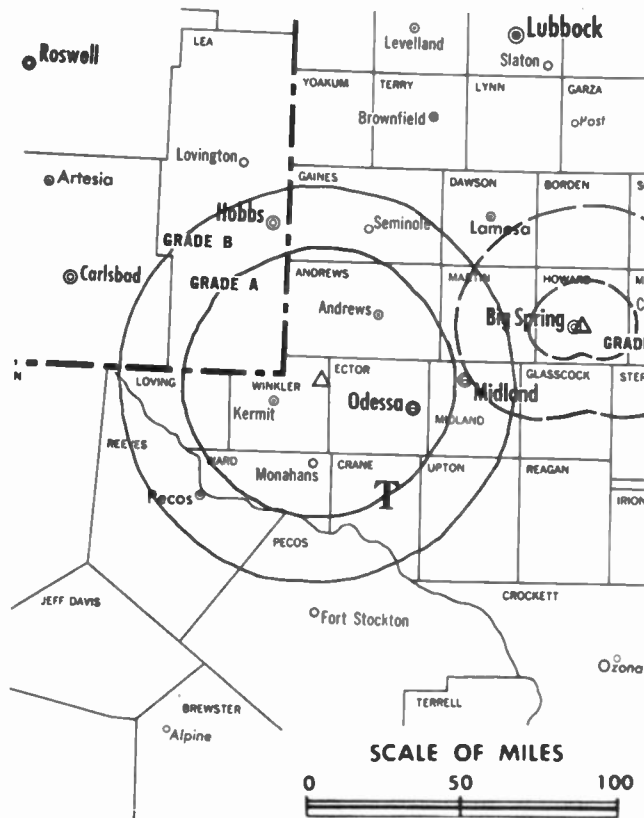 LEA
Levelland
Lubbock
Roswell
Slaton
YOAKUM
TERRY
LYNN
GARZA
Brownfield
Post
Lovington
GAINES
DAWSON
BORDEN
Artesia
Hobbs
Seminole
Lamesa
GRADE B
Carlsbad
GRADE A
ANDREWS
MARTIN
HOWARD
Andrews
Big Spring
GRADE
N
LOVING
WINKLER
ECTOR
GLASSCOCK
STER
Kermit
Odessa
Midland
MIDLAND
REEVES
WARD
Monahans
CRANE
UPTON
REAGAN
Pecos
T
IRION
PECOS
JEFF DAVIS
CROCKETT
Fort Stockton
Ozona
BREWSTER
TERRELL
Alpine
SCALE OF MILES
0 50 100